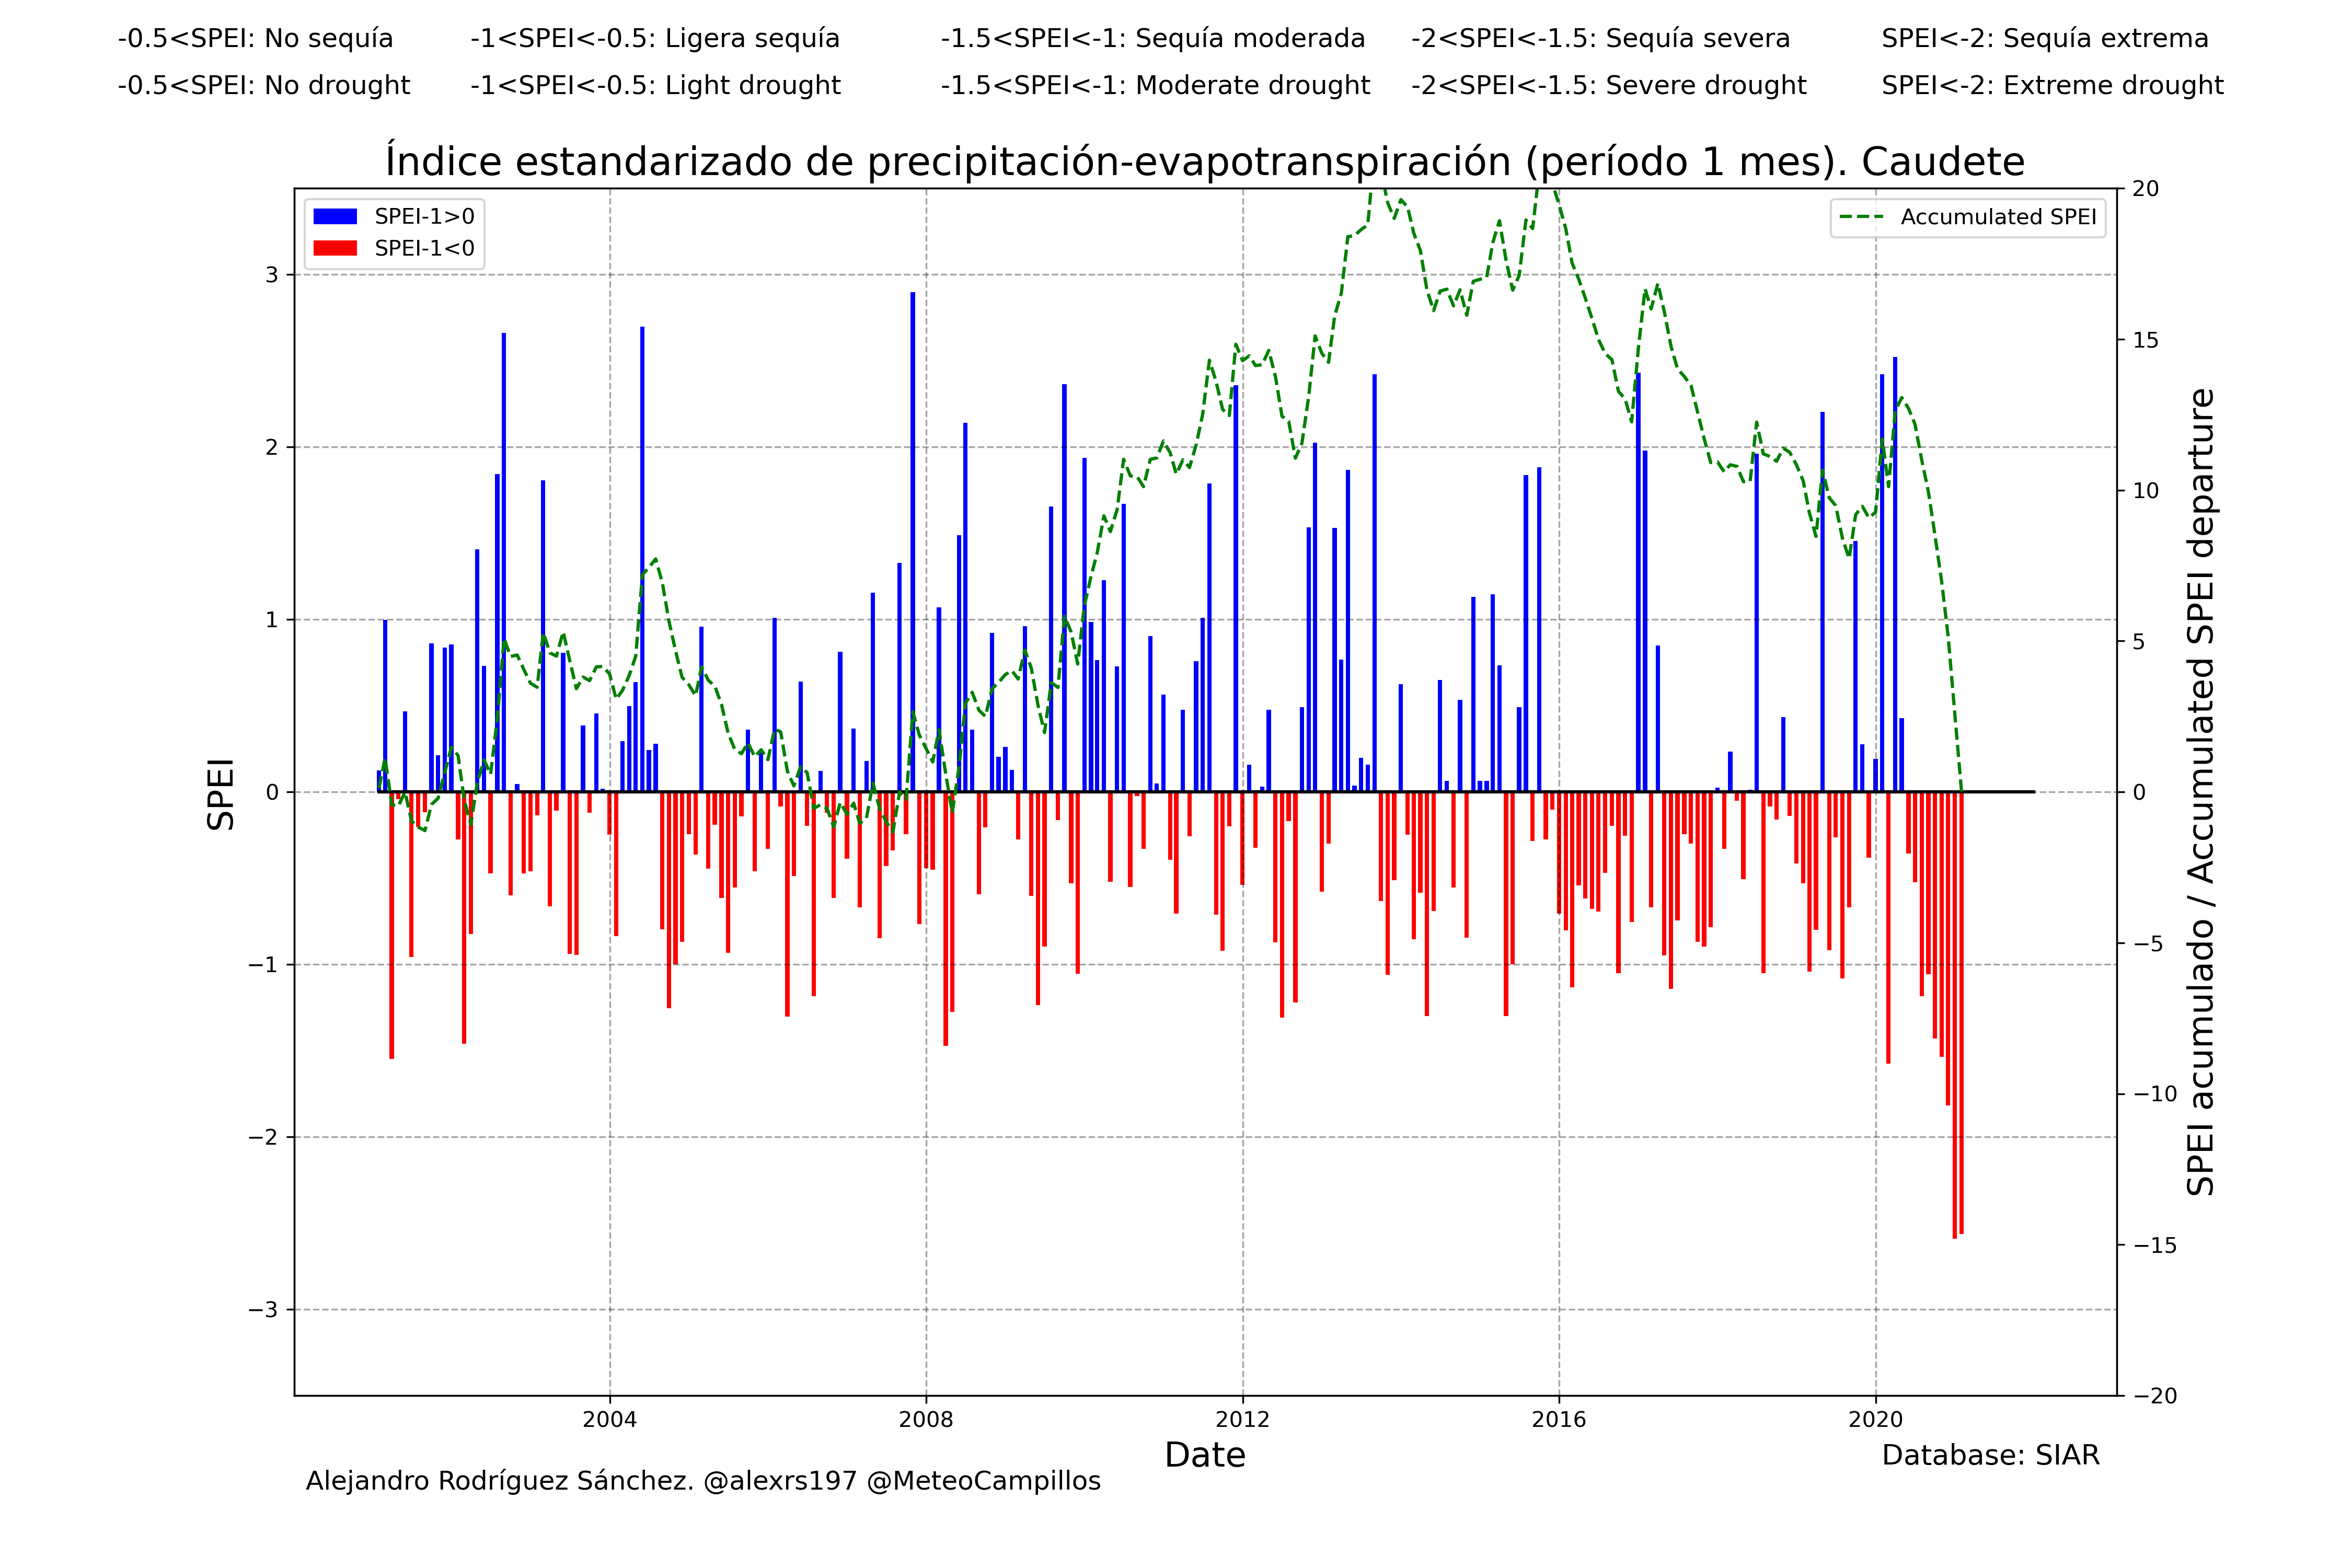 -0.5<SPEI: No sequía -1<SPEI<-0.5: Ligera sequía -1.5<SPEI<-1: Sequía moderada -2<SPEI<-1.5: Sequía severa SPEI<-2: Sequía extrema
-0.5<SPEI: No drought -1<SPEI<-0.5: Light drought -1.5<SPEI<-1: Moderate drought -2<SPEI<-1.5: Severe drought SPEI<-2: Extreme drought
Índice estandarizado de precipitación-evapotranspiración (período 1 mes). Caudete
SPEI-1>0
SPEI-1<0
Accumulated SPEI
SPEI
3
2
1
0
−1
−2
−3
20
15
10
5
0
−5
−10
−15
−20
SPEI acumulado / Accumulated SPEI departure
2004 2008 2012 2016 2020
Date
Database: SIAR
Alejandro Rodríguez Sánchez. @alexrs197 @MeteoCampillos